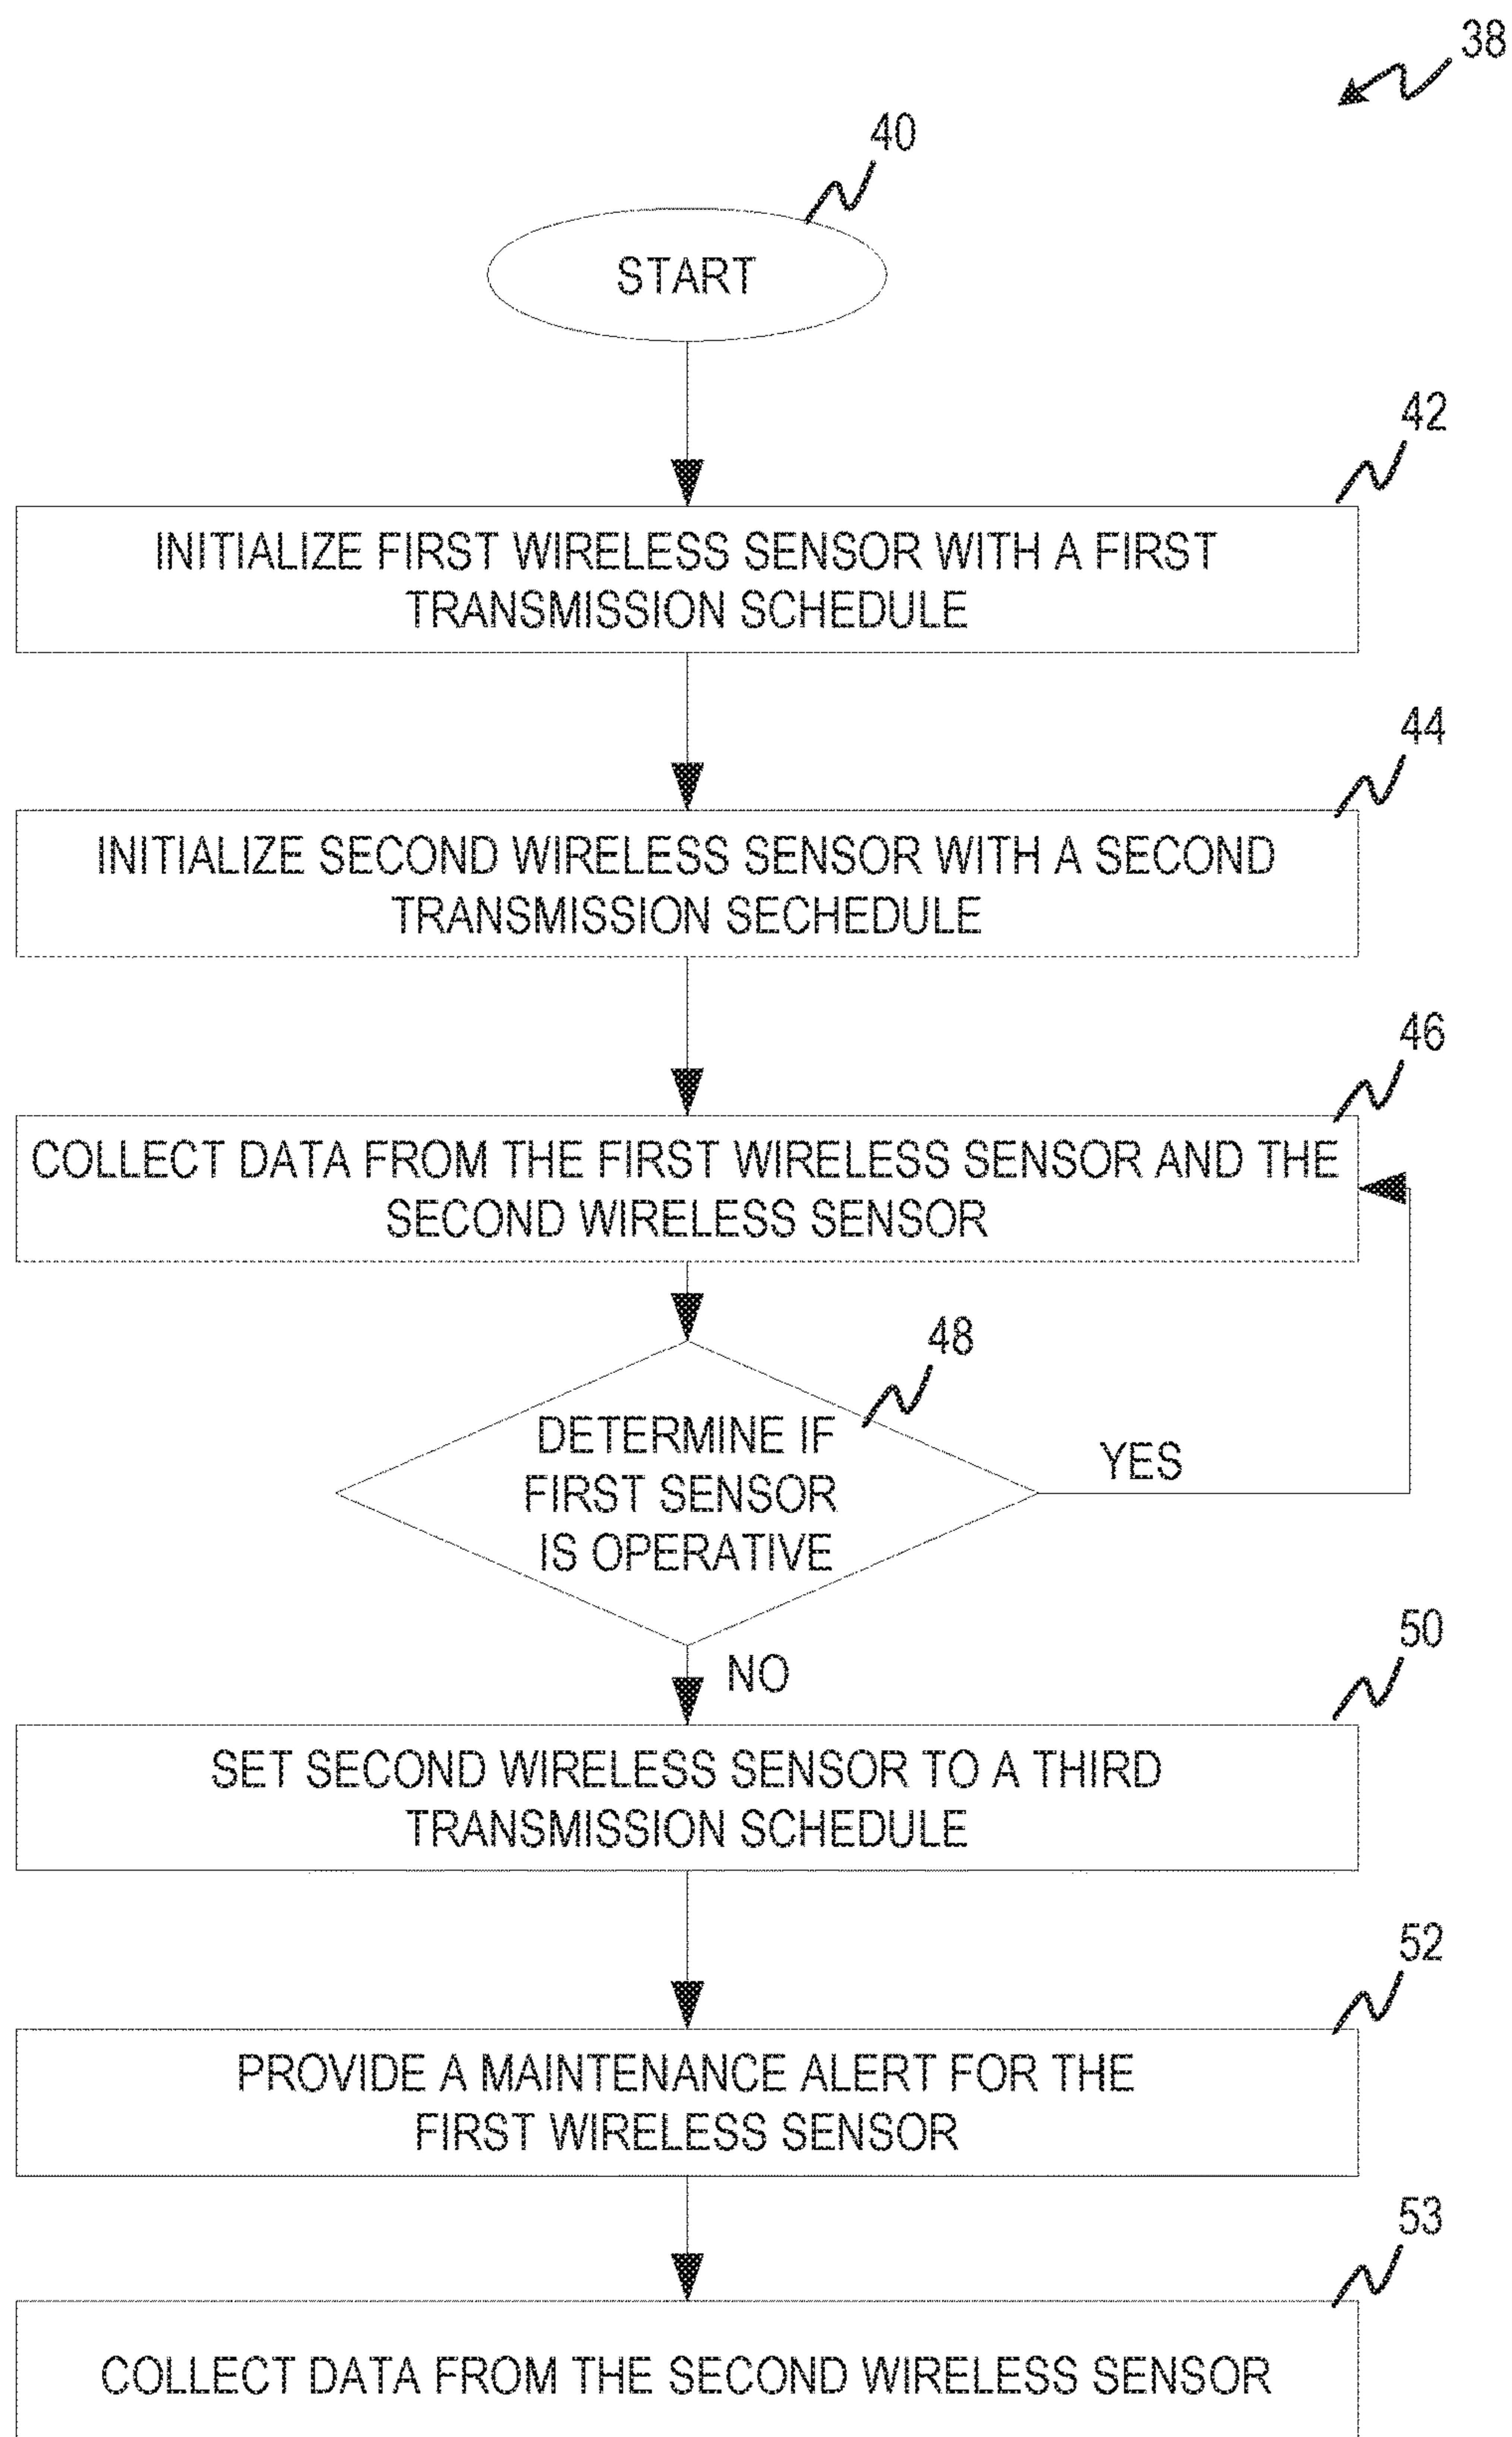 38
40
START
42
INITIALIZE FIRST WIRELESS SENSOR WITH A FIRST
TRANSMISSION SCHEDULE
44
INITIALIZE SECOND WIRELESS SENSOR WITH A SECOND
TRANSMISSION SECHEDULE
46
COLLECT DATA FROM THE FIRST WIRELESS SENSOR AND THE
SECOND WIRELESS SENSOR
48
DETERMINE IF
FIRST SENSOR
IS OPERATIVE
YES
NO
50
SET SECOND WIRELESS SENSOR TO A THIRD
TRANSMISSION SCHEDULE
52
PROVIDE A MAINTENANCE ALERT FOR THE
FIRST WIRELESS SENSOR
53
COLLECT DATA FROM THE SECOND WIRELESS SENSOR